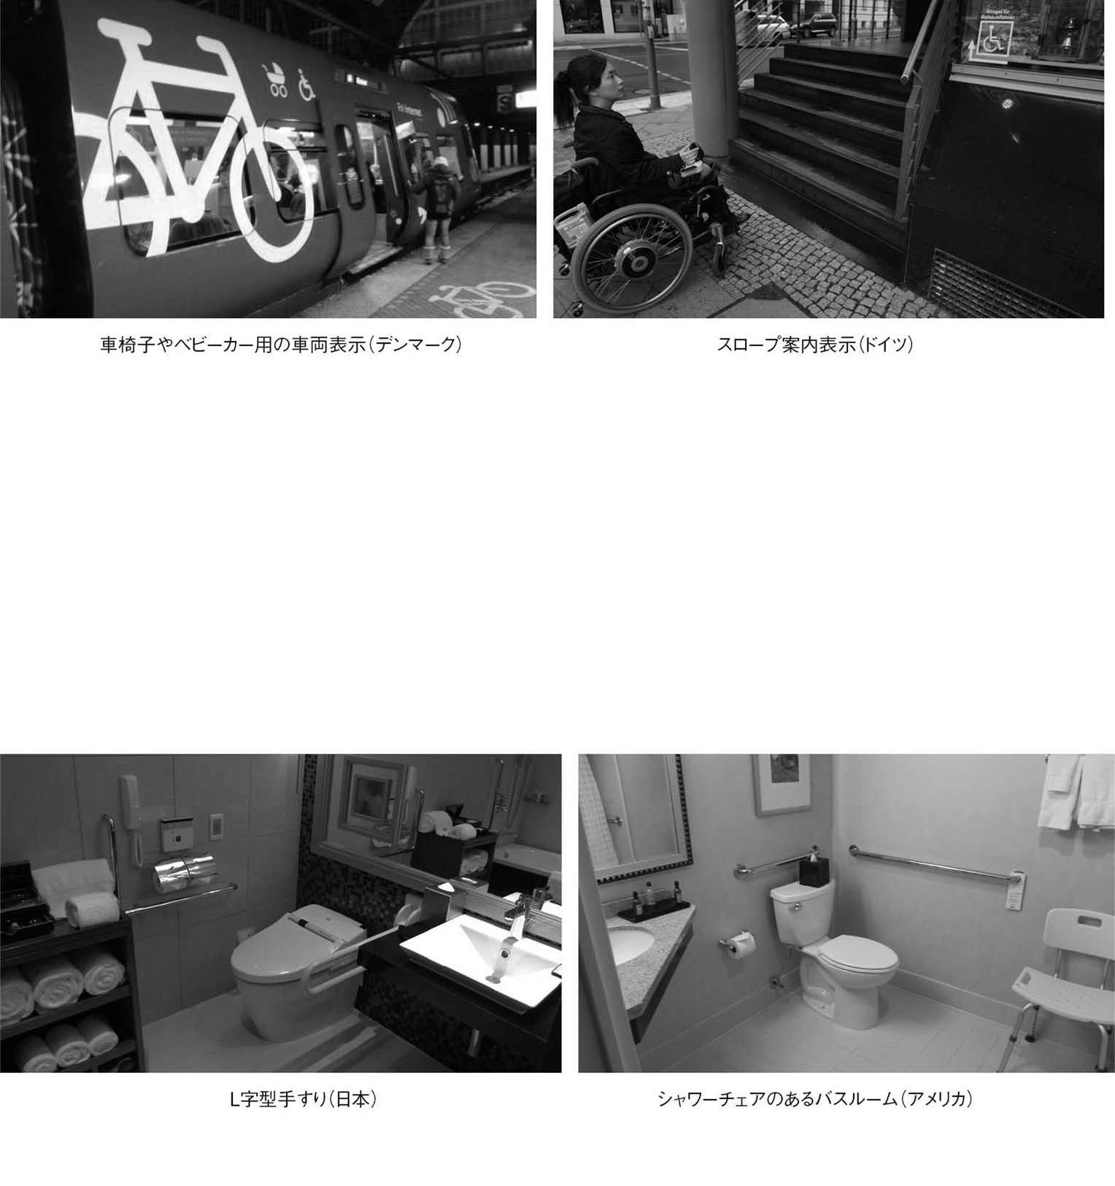 車椅子やベビーカー用の車両表示(デンマーク)
スロープ案内表示(ドイツ)
L字型手すり(日本)
シャワーチェアのあるバスルーム(アメリカ)